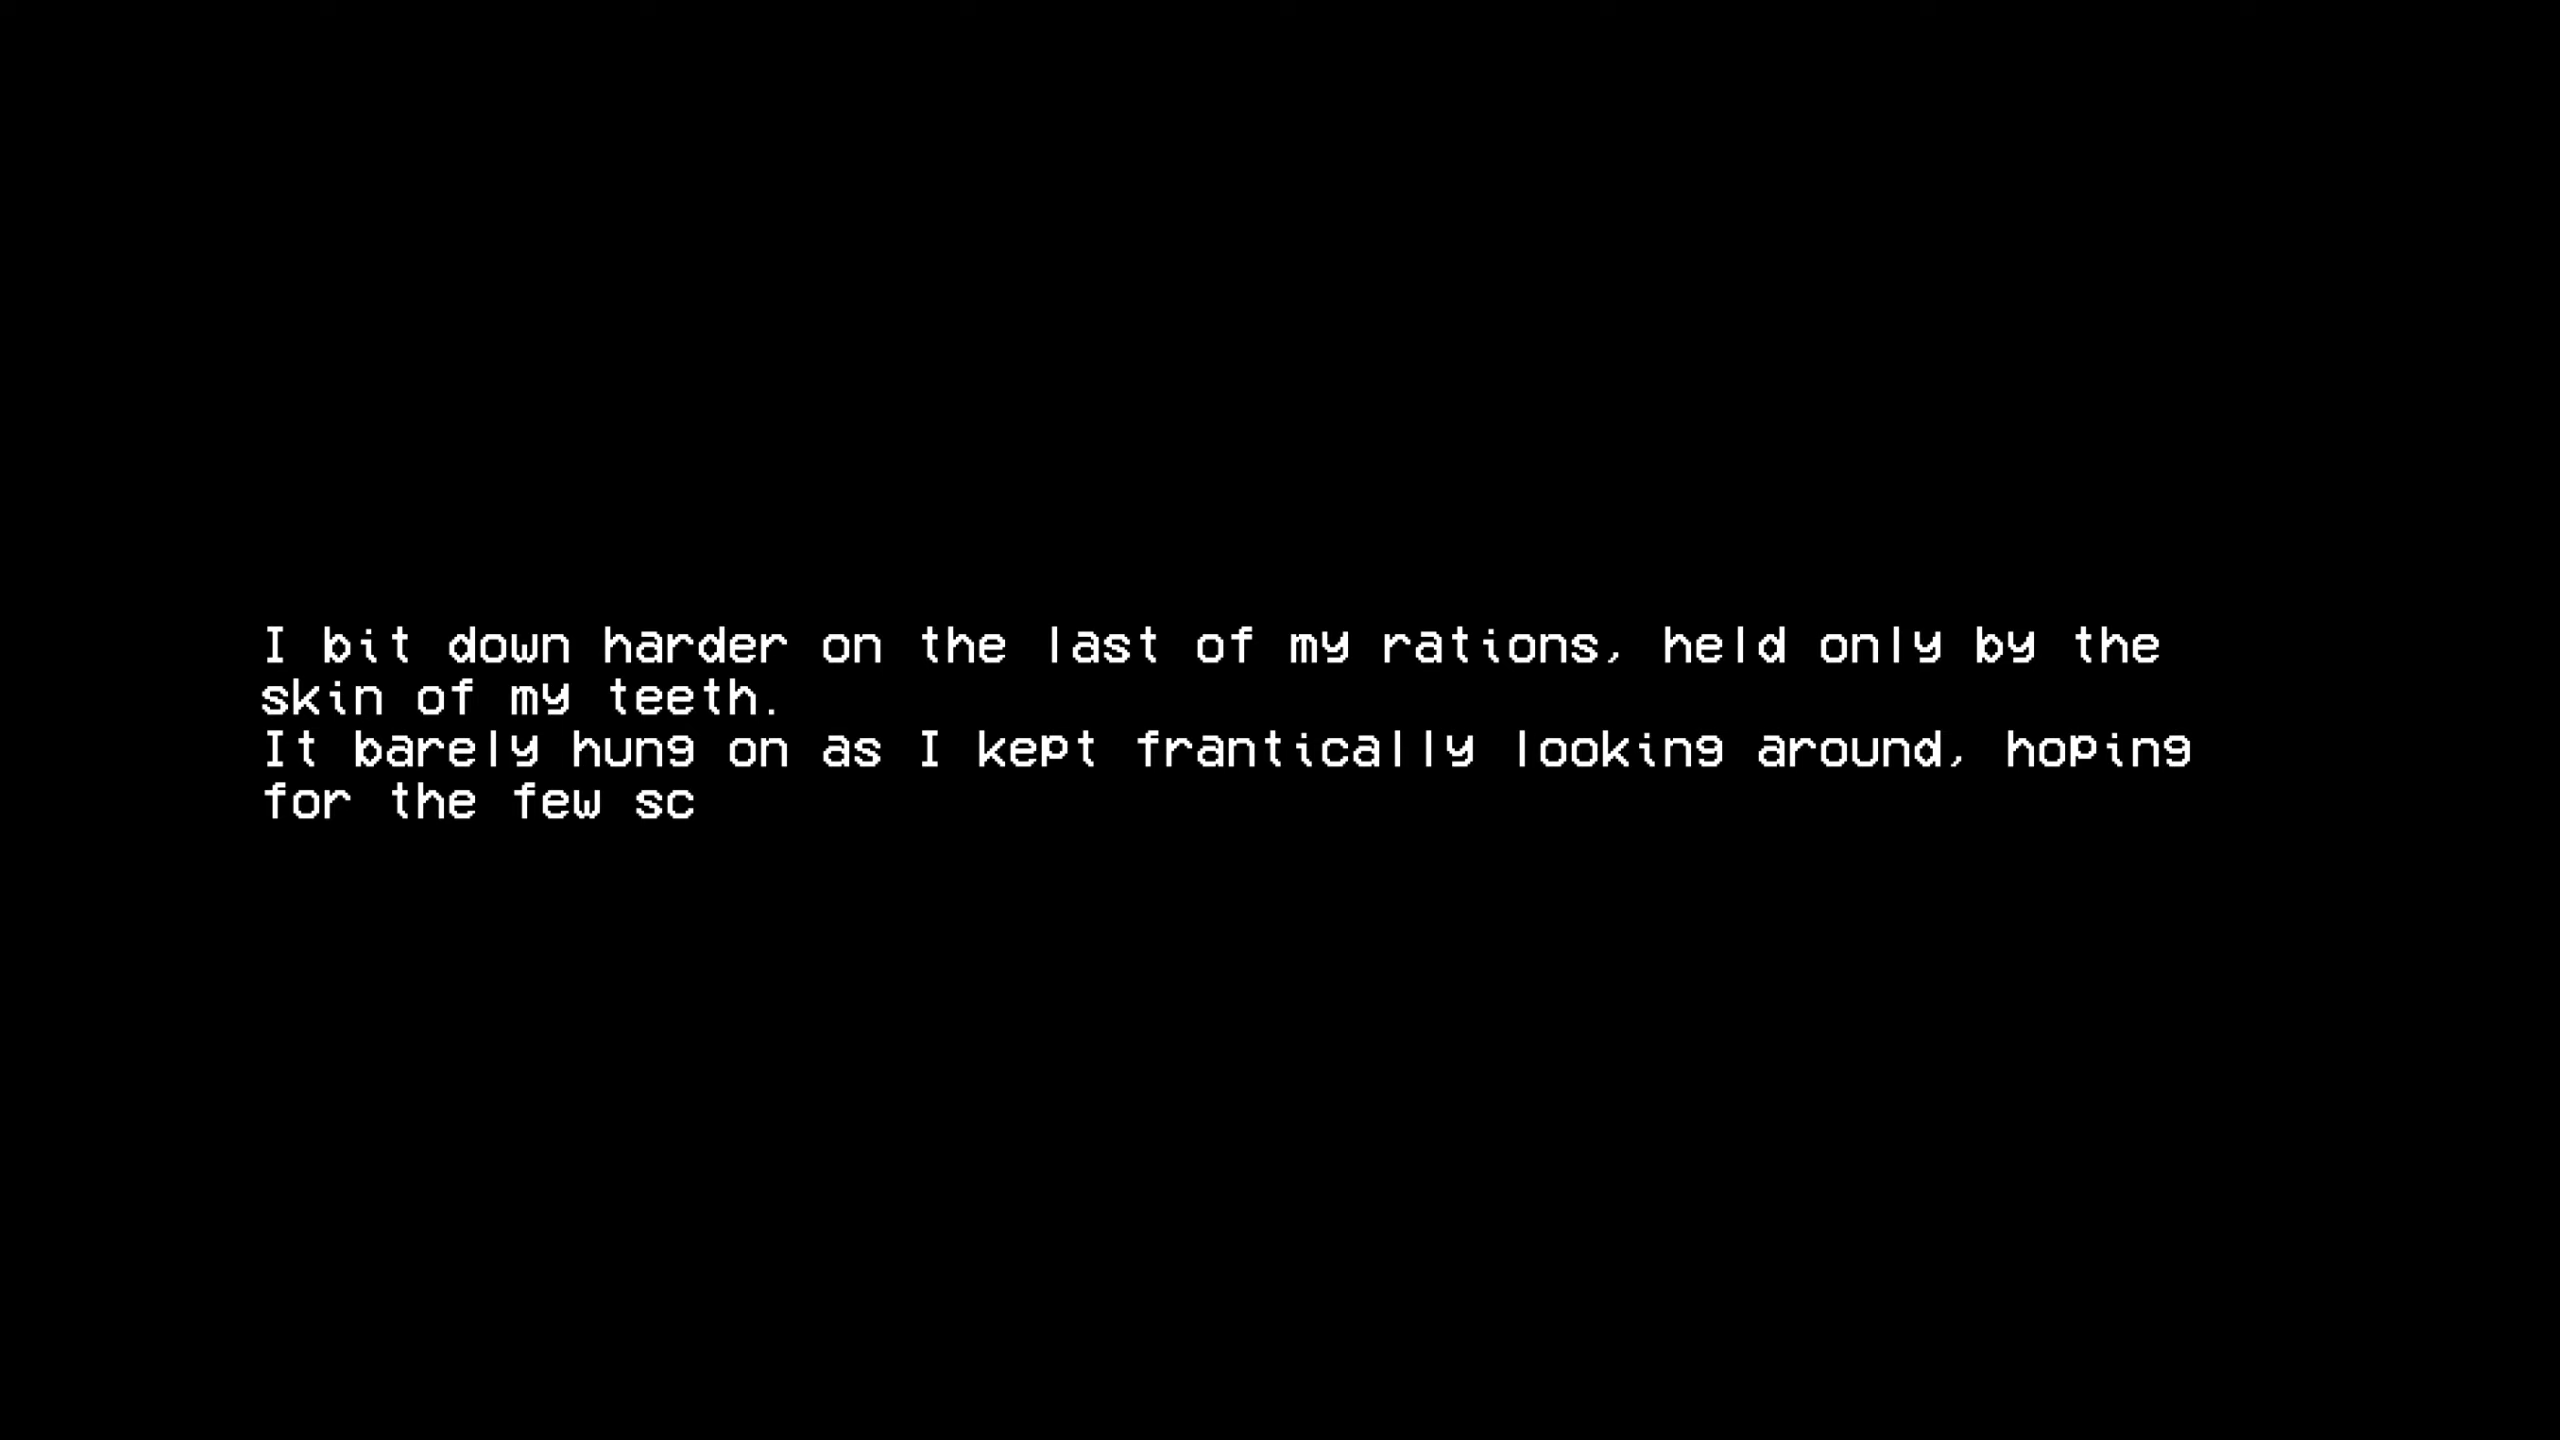 I bit down harder on the last of my rations, held only by the
skin of my teeth.
It barely hung on as I kept frantically looking around, hoping
for the few sc